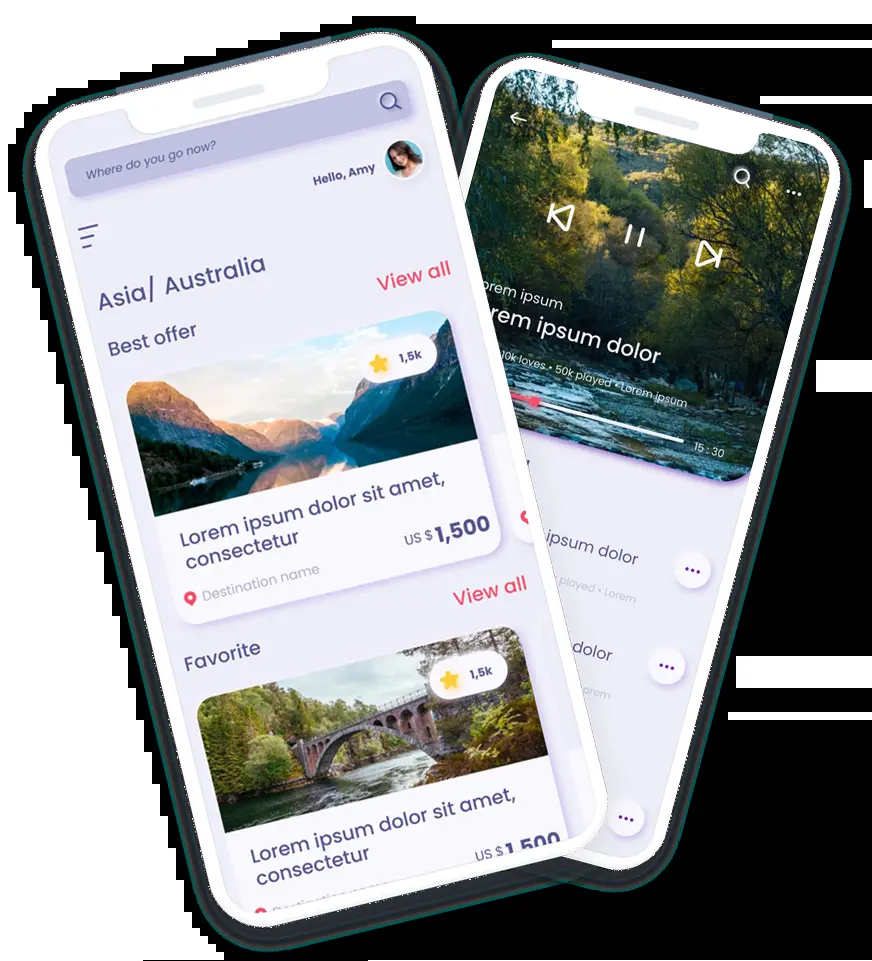 Where do you go now?
Hello, Amy
Asia/ Australia
View all
Best offer
1,5k
Lorem ipsum dolor sit amet,
consectetur
US $ 1,500
Destination name
View all
Favorite
1,5k
Lorem ipsum dolor sit amet,
consectetur
US $ 1,500
orem ipsum
rem ipsum dolor
10k loves • 50k played • Lorem ipsum
15 : 30
ipsum dolor
played • Lorem
dolor
orem